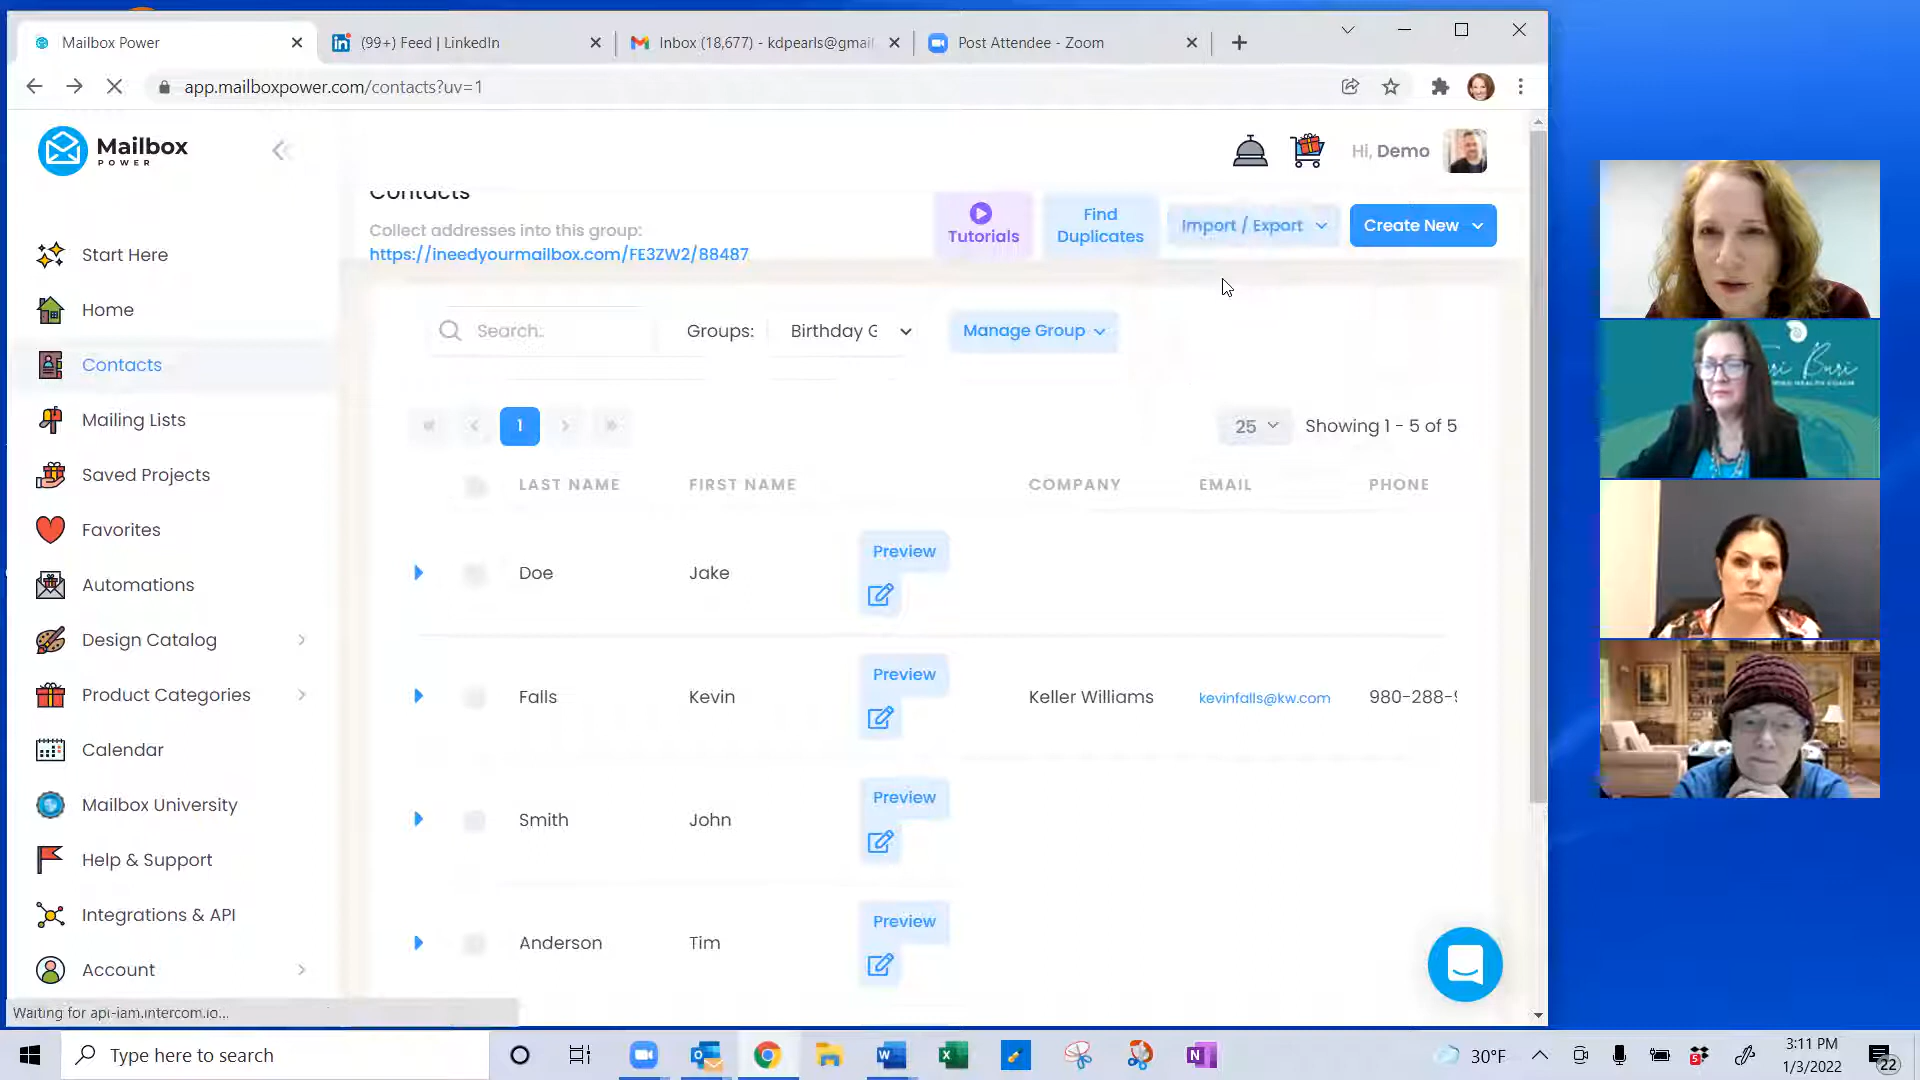 Mailbox Power
(99+) Feed | LinkedIn
Inbox (18,677) - kdpearls@gmail
Post Attendee - Zoom
app.mailboxpower.com/contacts?uv=1
Mailbox
POWER
Hi, Demo
Contacts
Collect addresses into this group:
https://ineedyourmailbox.com/FE3ZW2/88487
Tutorials
Find
Duplicates
Import / Export
Create New
Start Here
Home
Contacts
Mailing Lists
Saved Projects
Favorites
Automations
Design Catalog
Product Categories
Calendar
Mailbox University
Help & Support
Integrations & API
Account
Search..
Groups:
Birthday G
Manage Group
1
25
Showing 1 - 5 of 5
LAST NAME FIRST NAME COMPANY EMAIL PHONE
Doe Jake Preview
Falls Kevin Preview Keller Williams kevinfalls@kw.com 980-288-9
Smith John Preview
Anderson Tim Preview
Waiting for api-iam.intercom.io...
Type here to search
30°F
3:11 PM
1/3/2022
22